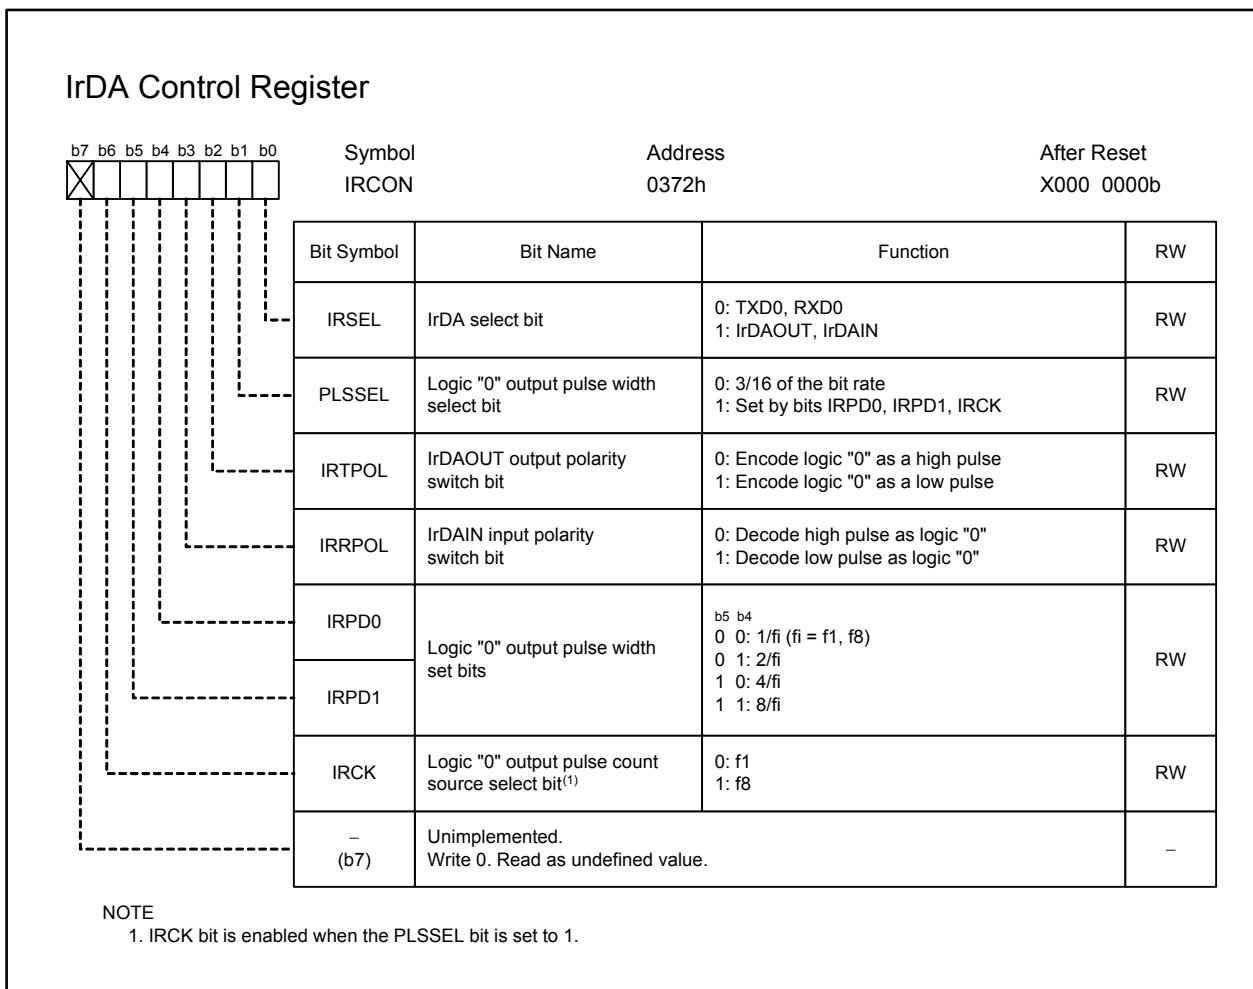 IrDA Control Register
b7 b6 b5 b4 b3 b2 b1 b0
Symbol Address After Reset
IRCON 0372h X000 0000b
Bit Symbol Bit Name Function RW
IRSEL IrDA select bit 0: TXD0, RXD0 RW
1: IrDAOUT, IrDAIN
PLSSEL Logic "0" output pulse width 0: 3/16 of the bit rate RW
select bit 1: Set by bits IRPD0, IRPD1, IRCK
IRTPOL IrDAOUT output polarity 0: Encode logic "0" as a high pulse RW
switch bit 1: Encode logic "0" as a low pulse
IRRPOL IrDAIN input polarity 0: Decode high pulse as logic "0" RW
switch bit 1: Decode low pulse as logic "0"
IRPD0
IRPD1
Logic "0" output pulse width
set bits
b5 b4
0 0: 1/fi (fi = f1, f8)
0 1: 2/fi
1 0: 4/fi
1 1: 8/fi
RW
IRCK Logic "0" output pulse count 0: f1 RW
source select bit(1) 1: f8
– Unimplemented. –
(b7) Write 0. Read as undefined value.
NOTE
1. IRCK bit is enabled when the PLSSEL bit is set to 1.